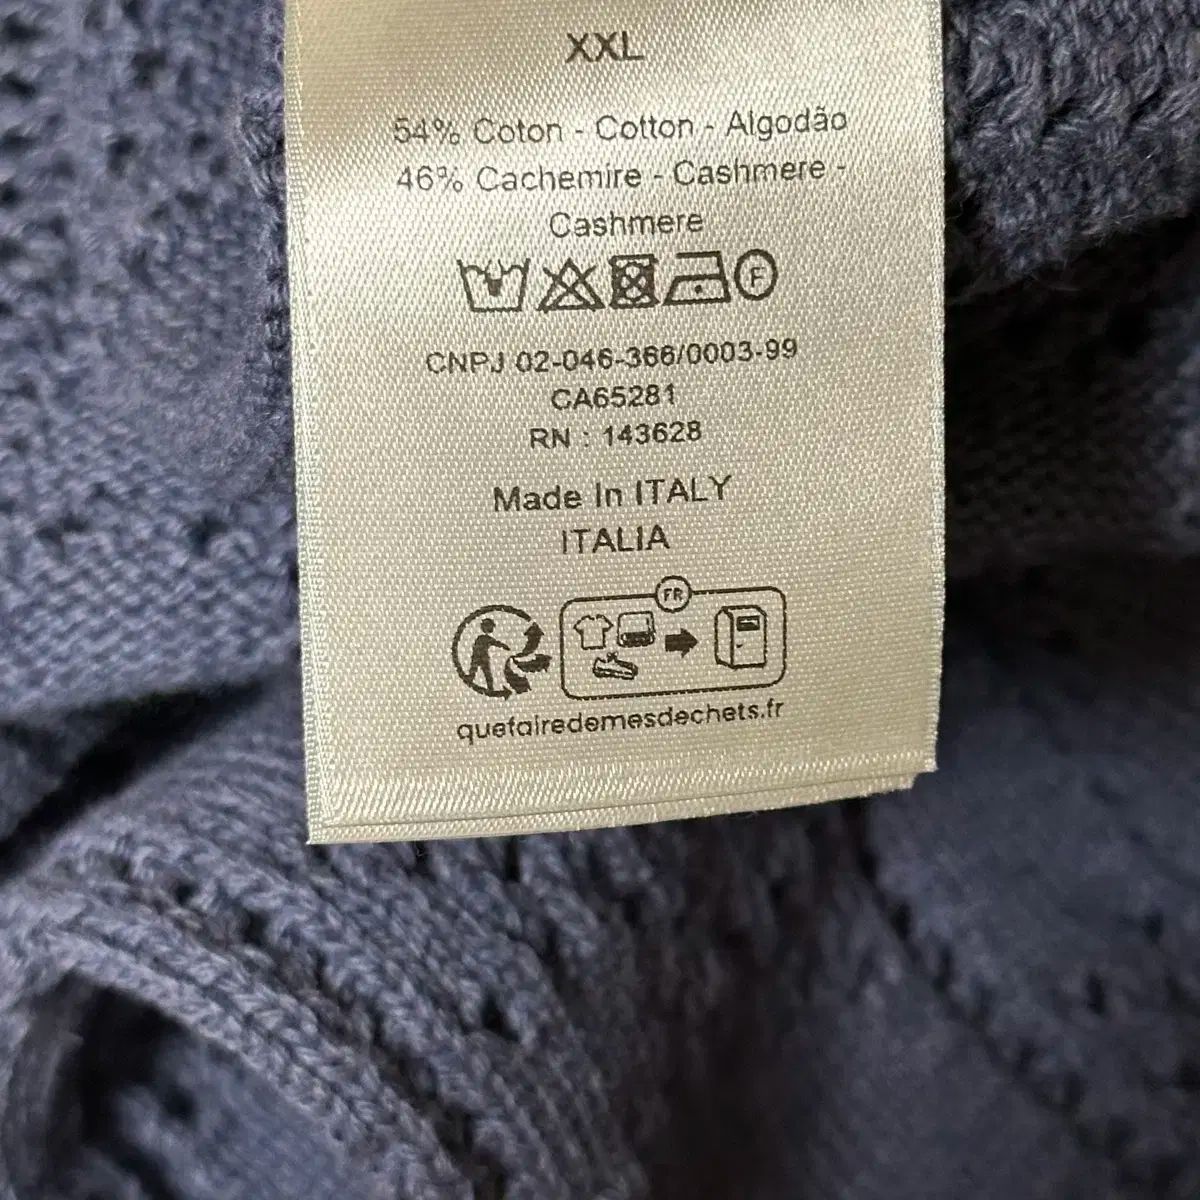 XXL
54% Coton - Cotton - Algodão
46% Cachemire - Cashmere -
Cashmere
F
CNPJ 02-046-366/0003-99
CA65281
RN : 143628
Made In ITALY
ITALIA
FR
quefairedemesdechets.fr